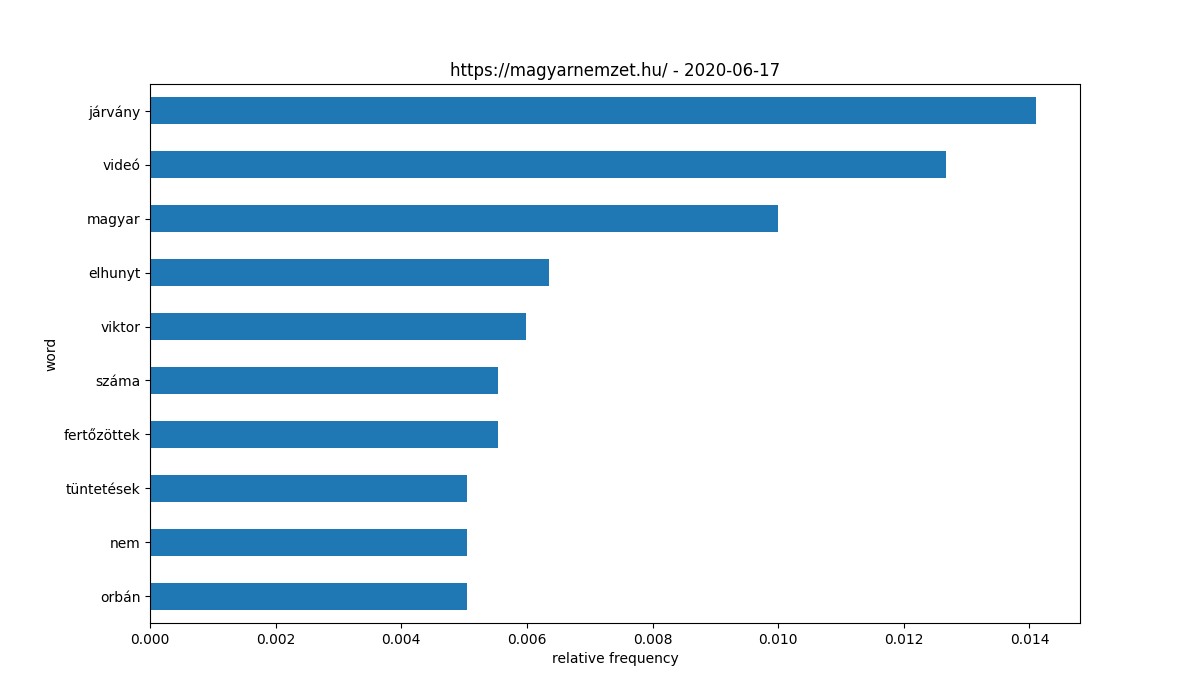 https://magyarnemzet.hu/ - 2020-06-17
word
járvány
videó
magyar
elhunyt
viktor
száma
fertőzöttek
tüntetések
nem
orbán
0.000 0.002 0.004 0.006 0.008 0.010 0.012 0.014
relative frequency